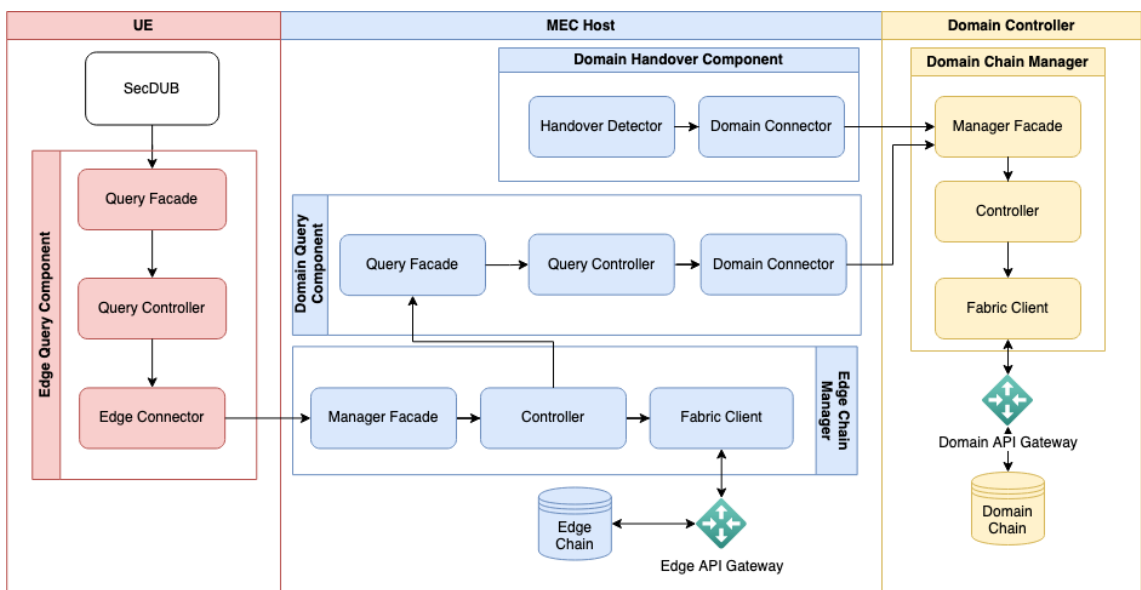 UE
MEC Host
Domain Controller
SecDUB
Edge Query Component
Query Facade
Query Controller
Edge Connector
Domain Handover Component
Handover Detector
Domain Connector
Domain Query
Component
Query Facade
Query Controller
Domain Connector
Manager Facade
Controller
Fabric Client
Edge Chain
Manager
Edge
Chain
Edge API Gateway
Domain Chain Manager
Manager Facade
Controller
Fabric Client
Domain API Gateway
Domain
Chain